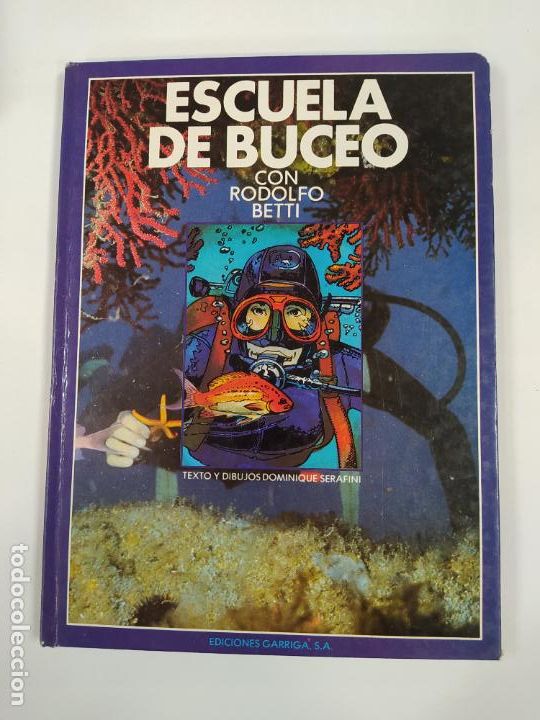 ESCUELA
DE BUCEO
CON
RODOLFO
BETTI
TEXTO Y DIBUJOS DOMINIQUE SERAFINI
EDICIONES GARRIGA, S.A.
todocoleccion